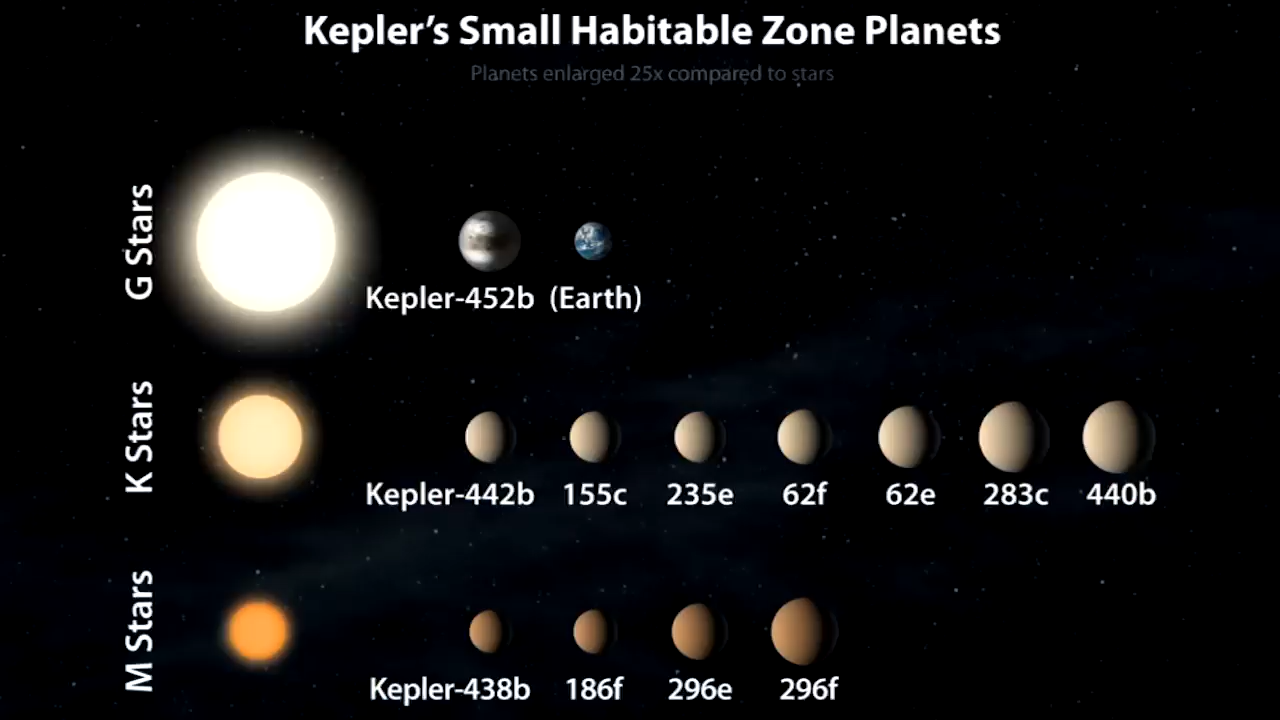 Kepler's Small Habitable Zone Planets
Planets enlarged 25x compared to stars
G Stars
Kepler-452b (Earth)
K Stars
Kepler-442b 155c 235e 62f 62e 283c 440b
M Stars
Kepler-438b 186f 296e 296f